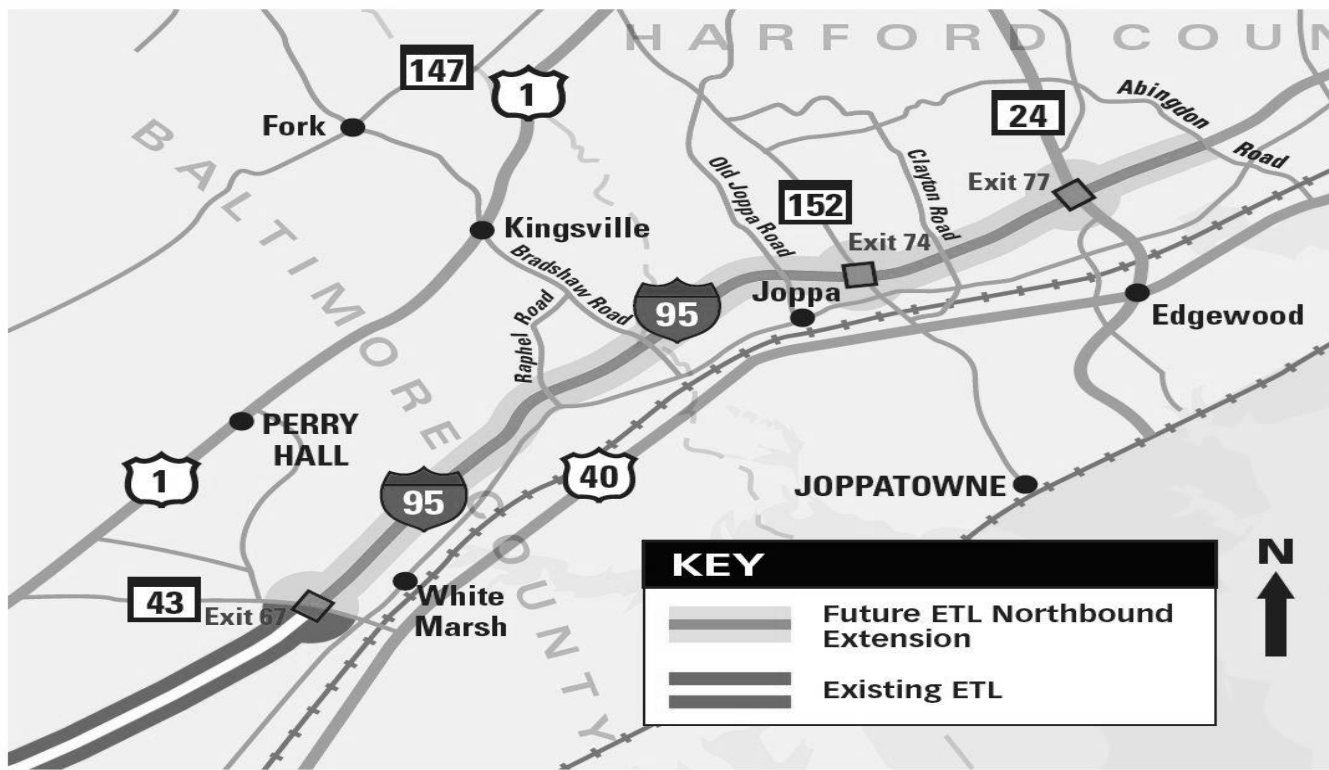 HARFORD COUN
147
1
Fork
24
Abingdon
Road
BALTIMORE COUNTY
Old Joppa Road
Clayton Road
Exit 77
152
Kingsville
Exit 74
Bradshaw Road
95
Joppa
Edgewood
Raphel Road
PERRY
HALL
1
40
95
JOPPATOWNE
N
KEY
43
Exit 67
White
Marsh
Future ETL Northbound
Extension
Existing ETL